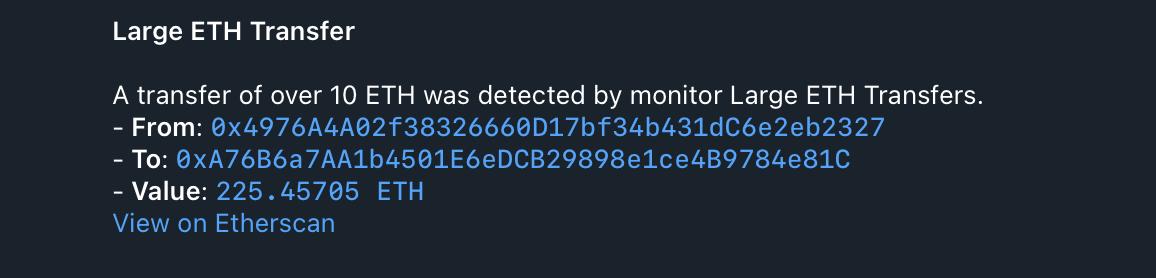 Large ETH Transfer
A transfer of over 10 ETH was detected by monitor Large ETH Transfers.
- From: 0x4976A4A02f38326660D17bf34b431dC6e2eb2327
- To: 0xA76B6a7AA1b4501E6eDCB29898e1ce4B9784e81C
- Value: 225.45705 ETH
View on Etherscan